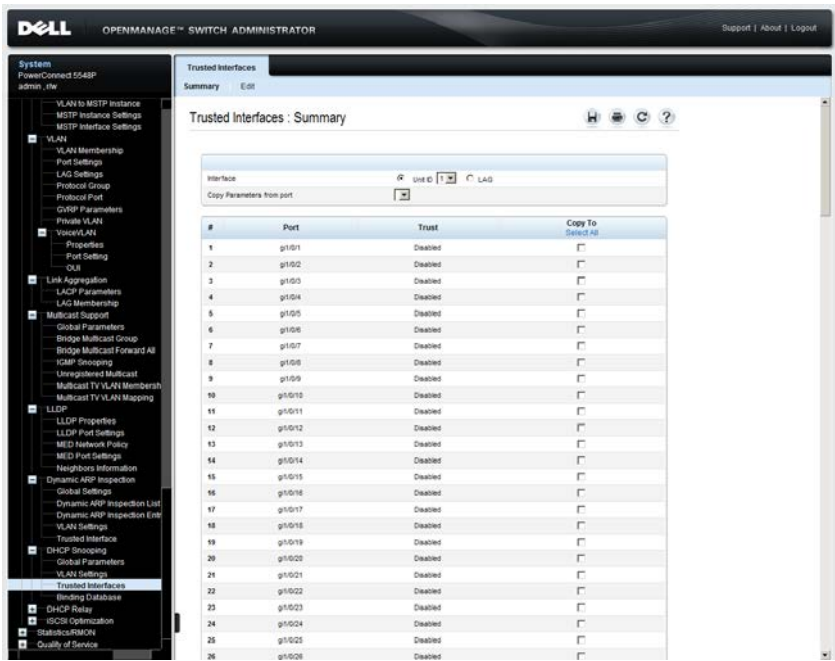 DELL OPENMANAGE™ SWITCH ADMINISTRATOR Support | About | Logout
System
PowerConnect 5548P
admin , r/w
VLAN to MSTP Instance
MSTP Instance Settings
MSTP Interface Settings
VLAN
VLAN Membership
Port Settings
LAG Settings
Protocol Group
Protocol Port
GVRP Parameters
Private VLAN
VoiceVLAN
Properties
Port Setting
OUI
Link Aggregation
LACP Parameters
LAG Membership
Multicast Support
Global Parameters
Bridge Multicast Group
Bridge Multicast Forward All
IGMP Snooping
Unregistered Multicast
Multicast TV VLAN Membersh
Multicast TV VLAN Mapping
LLDP
LLDP Properties
LLDP Port Settings
MED Network Policy
MED Port Settings
Neighbors Information
Dynamic ARP Inspection
Global Settings
Dynamic ARP Inspection List
Dynamic ARP Inspection Entr
VLAN Settings
Trusted Interface
DHCP Snooping
Global Parameters
VLAN Settings
Trusted Interfaces
Binding Database
DHCP Relay
iSCSI Optimization
Statistics/RMON
Quality of Service
Trusted Interfaces
Summary Edit
Trusted Interfaces : Summary
Interface Unit ID 1 LAG
Copy Parameters from port
# Port Trust Copy To
Select All
1 gi1/0/1 Disabled
2 gi1/0/2 Disabled
3 gi1/0/3 Disabled
4 gi1/0/4 Disabled
5 gi1/0/5 Disabled
6 gi1/0/6 Disabled
7 gi1/0/7 Disabled
8 gi1/0/8 Disabled
9 gi1/0/9 Disabled
10 gi1/0/10 Disabled
11 gi1/0/11 Disabled
12 gi1/0/12 Disabled
13 gi1/0/13 Disabled
14 gi1/0/14 Disabled
15 gi1/0/15 Disabled
16 gi1/0/16 Disabled
17 gi1/0/17 Disabled
18 gi1/0/18 Disabled
19 gi1/0/19 Disabled
20 gi1/0/20 Disabled
21 gi1/0/21 Disabled
22 gi1/0/22 Disabled
23 gi1/0/23 Disabled
24 gi1/0/24 Disabled
25 gi1/0/25 Disabled
26 gi1/0/26 Disabled